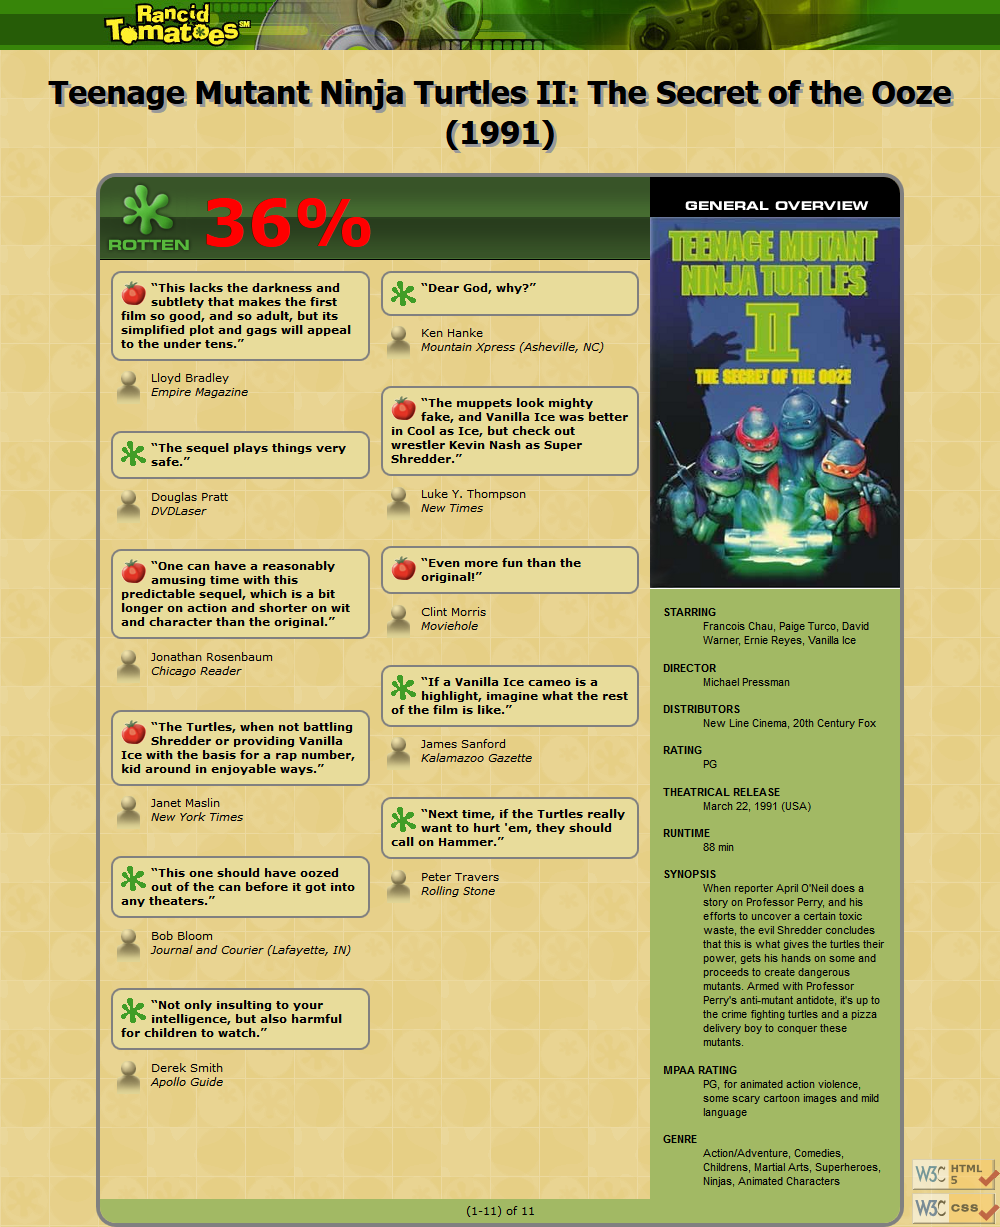 Rancid
TomatoesSM
Teenage Mutant Ninja Turtles II: The Secret of the Ooze
(1991)
ROTTEN
36%
“This lacks the darkness and
subtlety that makes the first
film so good, and so adult, but its
simplified plot and gags will appeal
to the under tens.”
Lloyd Bradley
Empire Magazine
“The sequel plays things very
safe.”
Douglas Pratt
DVDLaser
“One can have a reasonably
amusing time with this
predictable sequel, which is a bit
longer on action and shorter on wit
and character than the original.”
Jonathan Rosenbaum
Chicago Reader
“The Turtles, when not battling
Shredder or providing Vanilla
Ice with the basis for a rap number,
kid around in enjoyable ways.”
Janet Maslin
New York Times
“This one should have oozed
out of the can before it got into
any theaters.”
Bob Bloom
Journal and Courier (Lafayette, IN)
“Not only insulting to your
intelligence, but also harmful
for children to watch.”
Derek Smith
Apollo Guide
“Dear God, why?”
Ken Hanke
Mountain Xpress (Asheville, NC)
“The muppets look mighty
fake, and Vanilla Ice was better
in Cool as Ice, but check out
wrestler Kevin Nash as Super
Shredder.”
Luke Y. Thompson
New Times
“Even more fun than the
original!”
Clint Morris
Moviehole
“If a Vanilla Ice cameo is a
highlight, imagine what the rest
of the film is like.”
James Sanford
Kalamazoo Gazette
“Next time, if the Turtles really
want to hurt 'em, they should
call on Hammer.”
Peter Travers
Rolling Stone
GENERAL OVERVIEW
TEENAGE MUTANT
NINJA TURTLES
II
THE SECRET OF THE OOZE
STARRING
Francois Chau, Paige Turco, David
Warner, Ernie Reyes, Vanilla Ice
DIRECTOR
Michael Pressman
DISTRIBUTORS
New Line Cinema, 20th Century Fox
RATING
PG
THEATRICAL RELEASE
March 22, 1991 (USA)
RUNTIME
88 min
SYNOPSIS
When reporter April O'Neil does a
story on Professor Perry, and his
efforts to uncover a certain toxic
waste, the evil Shredder concludes
that this is what gives the turtles their
power, gets his hands on some and
proceeds to create dangerous
mutants. Armed with Professor
Perry's anti-mutant antidote, it's up to
the crime fighting turtles and a pizza
delivery boy to conquer these
mutants.
MPAA RATING
PG, for animated action violence,
some scary cartoon images and mild
language
GENRE
Action/Adventure, Comedies,
Childrens, Martial Arts, Superheroes,
Ninjas, Animated Characters
(1-11) of 11
W3C HTML
5
W3C CSS